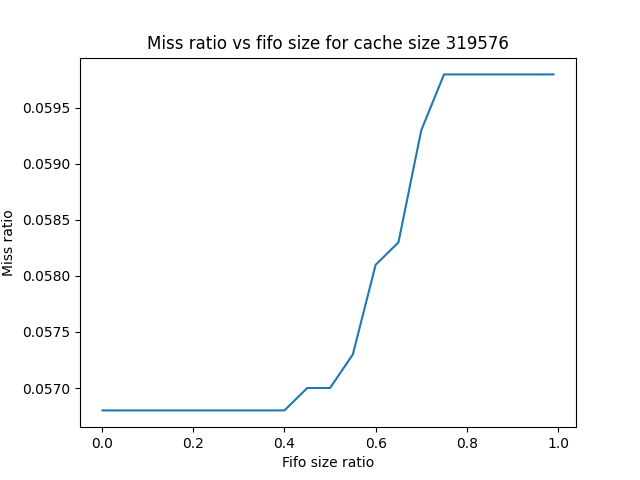 Miss ratio vs fifo size for cache size 319576
0.0595
0.0590
0.0585
0.0580
0.0575
0.0570
Miss ratio
0.0 0.2 0.4 0.6 0.8 1.0
Fifo size ratio